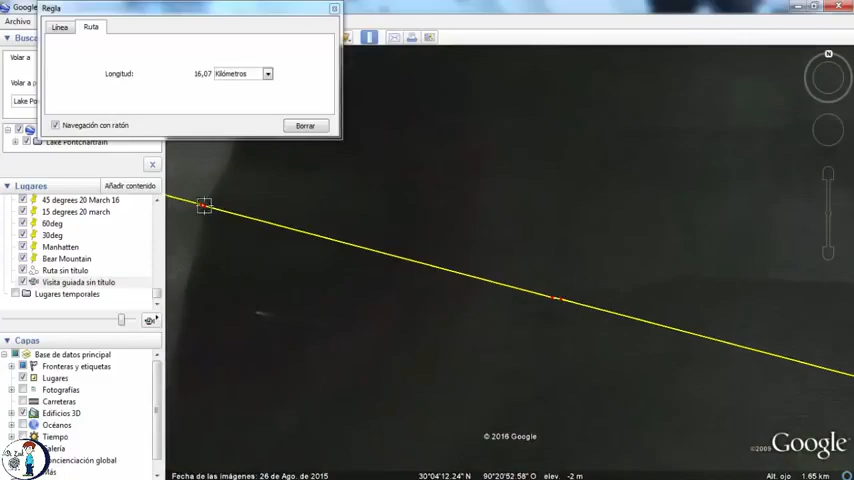 Google
Regla
Archivo
Línea
Ruta
Busca
Volar a
Longitud:
16,07
Kilómetros
Volar a p
Lake Pont
Navegación con ratón
Borrar
Lake Pontchartrain
N
x
Lugares
Añadir contenido
45 degrees 20 March 16
15 degrees 20 march
60deg
30deg
Manhatten
Bear Mountain
Ruta sin título
Visita guiada sin título
Lugares temporales
Capas
Base de datos principal
Fronteras y etiquetas
Lugares
Fotografías
Carreteras
Edificios 3D
Océanos
Tiempo
Galería
Concienciación global
Más
© 2016 Google
©2009 Google
Fecha de las imágenes: 26 de Ago. de 2015
30°04'12.24" N
90°20'52.58" O
elev.
-2 m
Alt. ojo
1.65 km